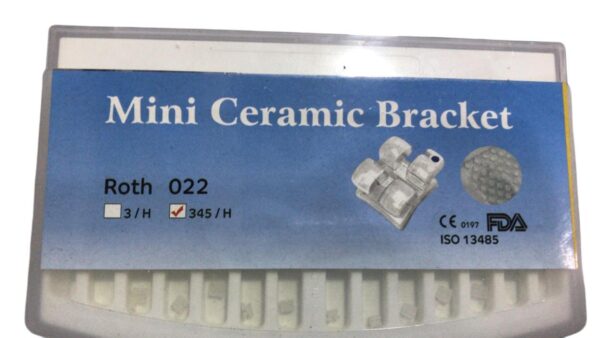 Mini Ceramic Bracket
Roth 022
3 / H 345 / H
CE 0197 FDA
ISO 13485